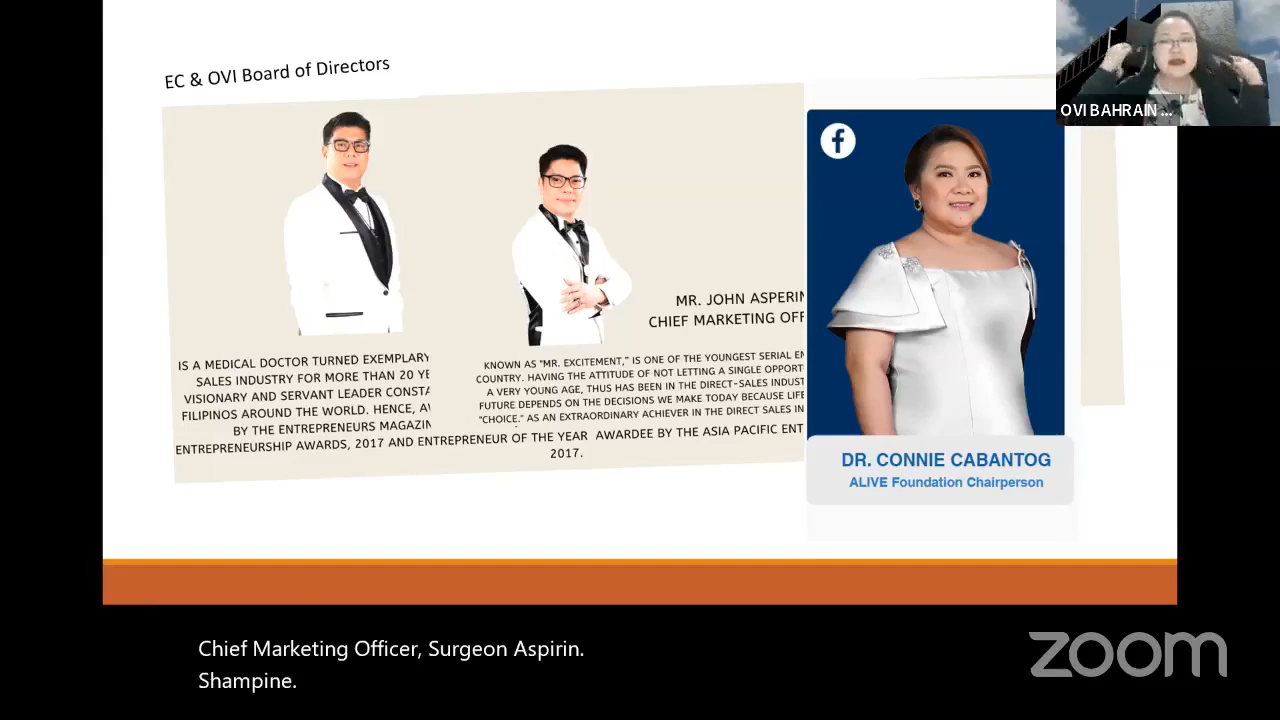 EC & OVI Board of Directors
OVI BAHRAIN ...
MR. JOHN ASPERIN
CHIEF MARKETING OFF
IS A MEDICAL DOCTOR TURNED EXEMPLARY
SALES INDUSTRY FOR MORE THAN 20 YE
VISIONARY AND SERVANT LEADER CONSTA
FILIPINOS AROUND THE WORLD. HENCE, AW
BY THE ENTREPRENEURS MAGAZIN
ENTREPRENEURSHIP AWARDS, 2017 AND ENTREPRENEUR OF THE YEAR AWARDEE BY THE ASIA PACIFIC ENT
2017.
KNOWN AS "MR. EXCITEMENT," IS ONE OF THE YOUNGEST SERIAL EN
COUNTRY. HAVING THE ATTITUDE OF NOT LETTING A SINGLE OPPORT
A VERY YOUNG AGE, THUS HAS BEEN IN THE DIRECT-SALES INDUST
FUTURE DEPENDS ON THE DECISIONS WE MAKE TODAY BECAUSE LIFE
"CHOICE." AS AN EXTRAORDINARY ACHIEVER IN THE DIRECT SALES IN
DR. CONNIE CABANTOG
ALIVE Foundation Chairperson
Chief Marketing Officer, Surgeon Aspirin.
Shampine.
zoom